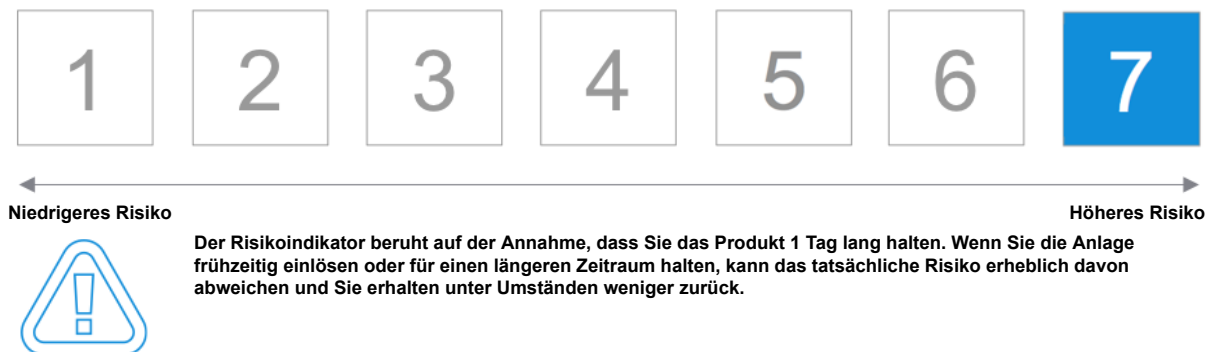 1 2 3 4 5 6 7
Niedrigeres Risiko Höheres Risiko
Der Risikoindikator beruht auf der Annahme, dass Sie das Produkt 1 Tag lang halten. Wenn Sie die Anlage
frühzeitig einlösen oder für einen längeren Zeitraum halten, kann das tatsächliche Risiko erheblich davon
abweichen und Sie erhalten unter Umständen weniger zurück.